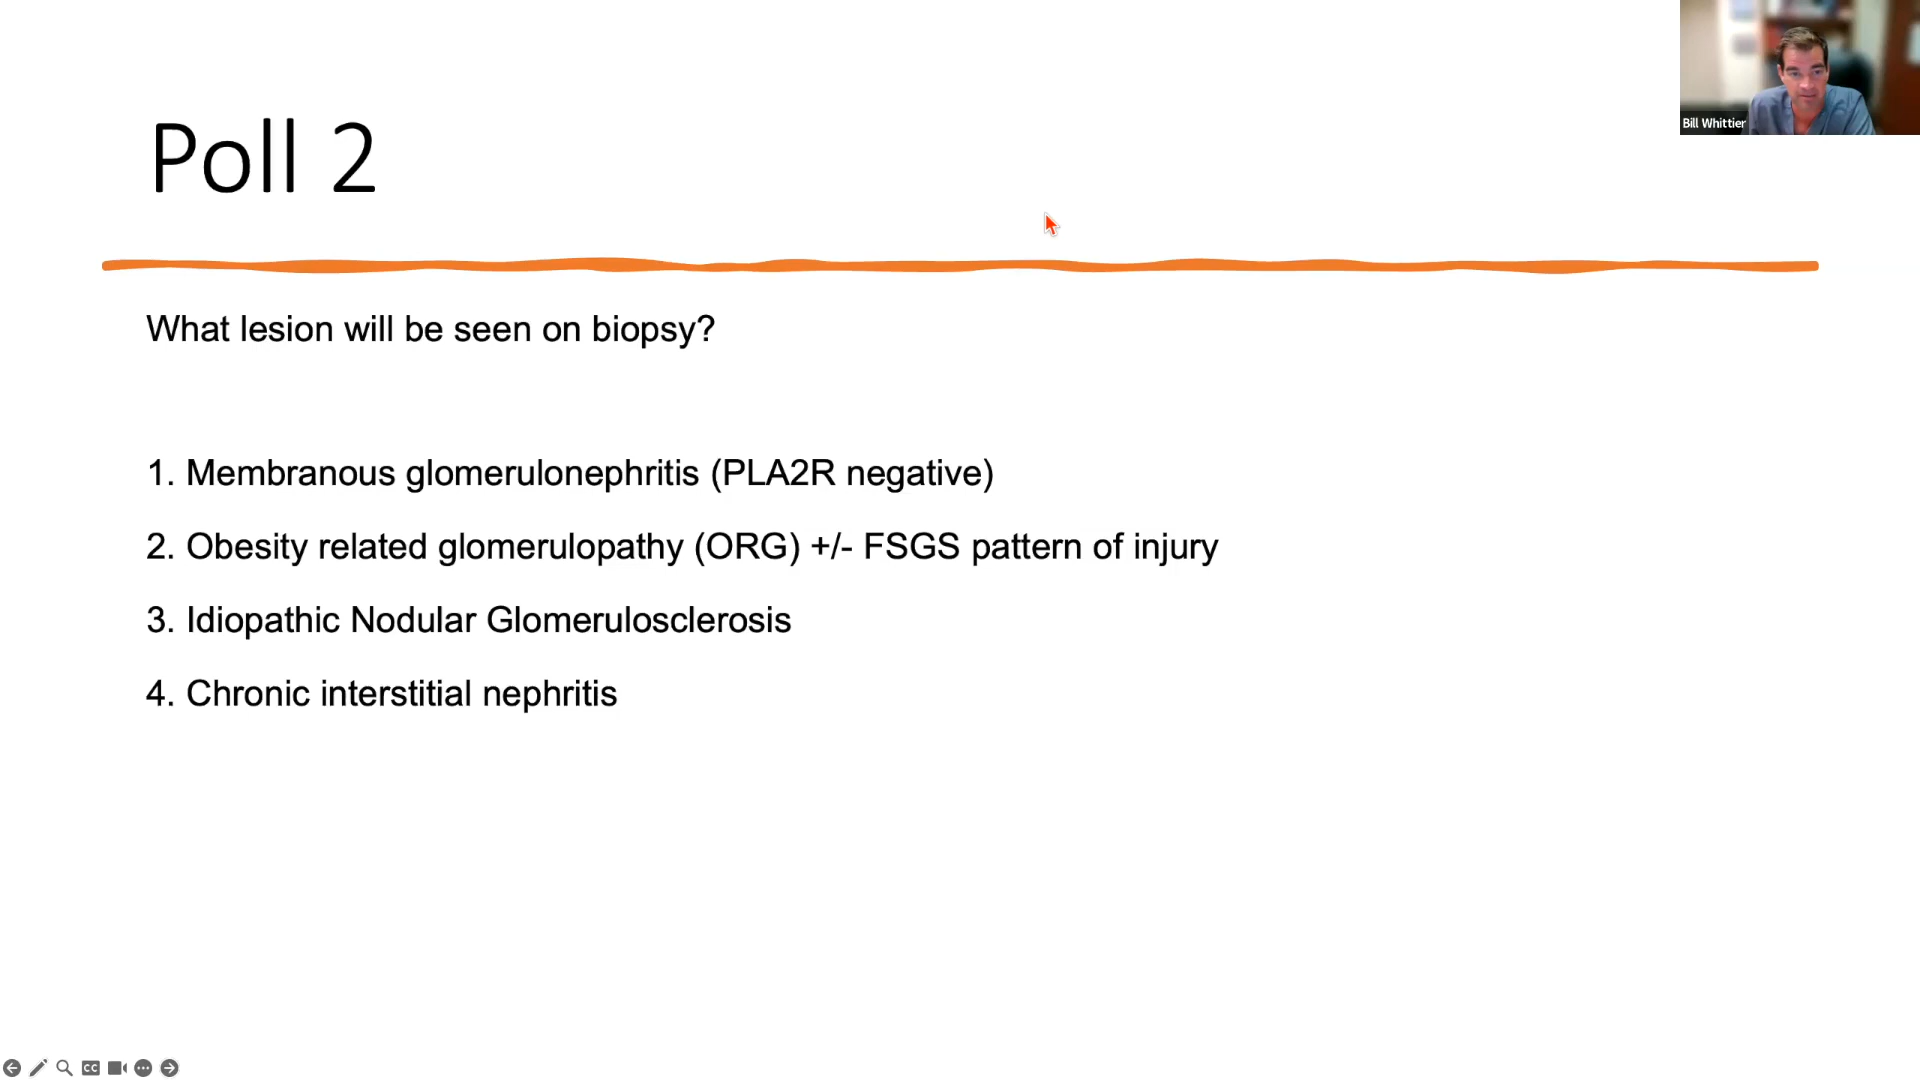 Poll 2
Bill Whittier
What lesion will be seen on biopsy?
1. Membranous glomerulonephritis (PLA2R negative)
2. Obesity related glomerulopathy (ORG) +/- FSGS pattern of injury
3. Idiopathic Nodular Glomerulosclerosis
4. Chronic interstitial nephritis
CC